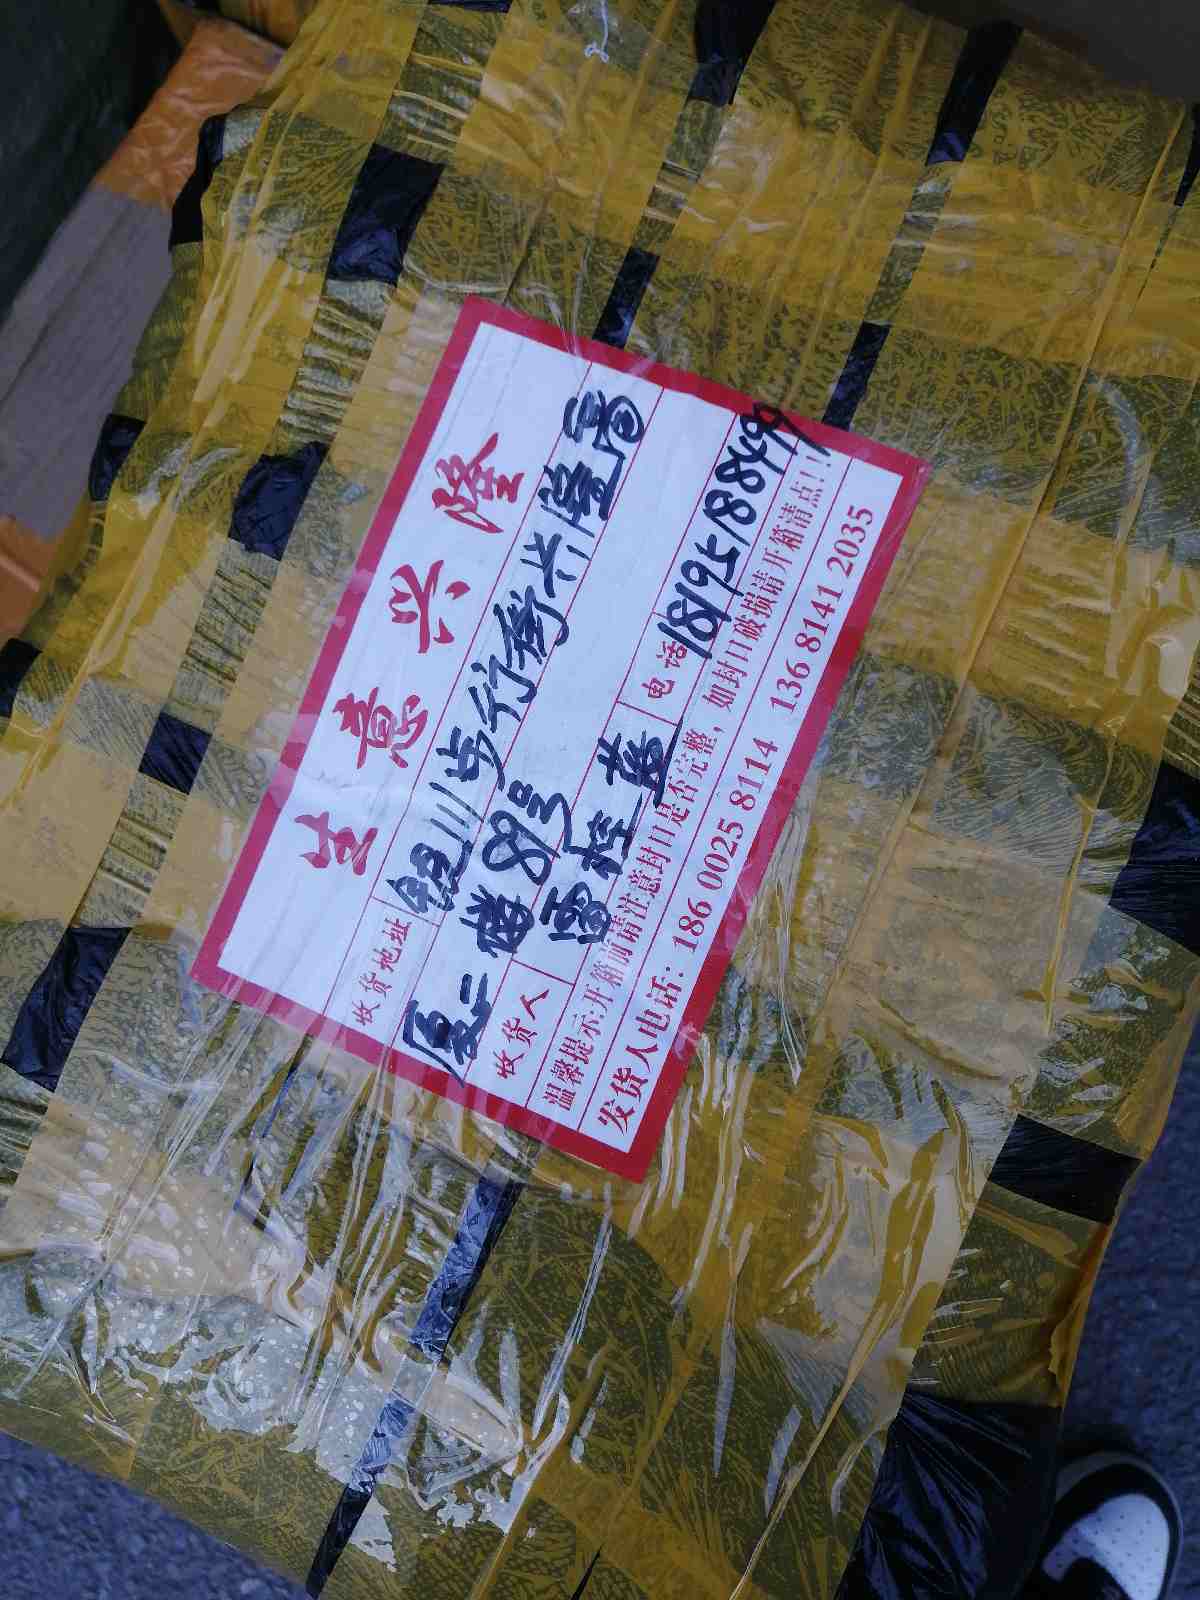 生意兴隆
收货地址 银川步行街兴隆
厦二楼89号
收货人 雷桂燕 电话 18195188499
温馨提示:开箱前请注意封口是否完整，如封口破损请开箱清点!!
发货人电话: 186 0025 8114 136 8141 2035